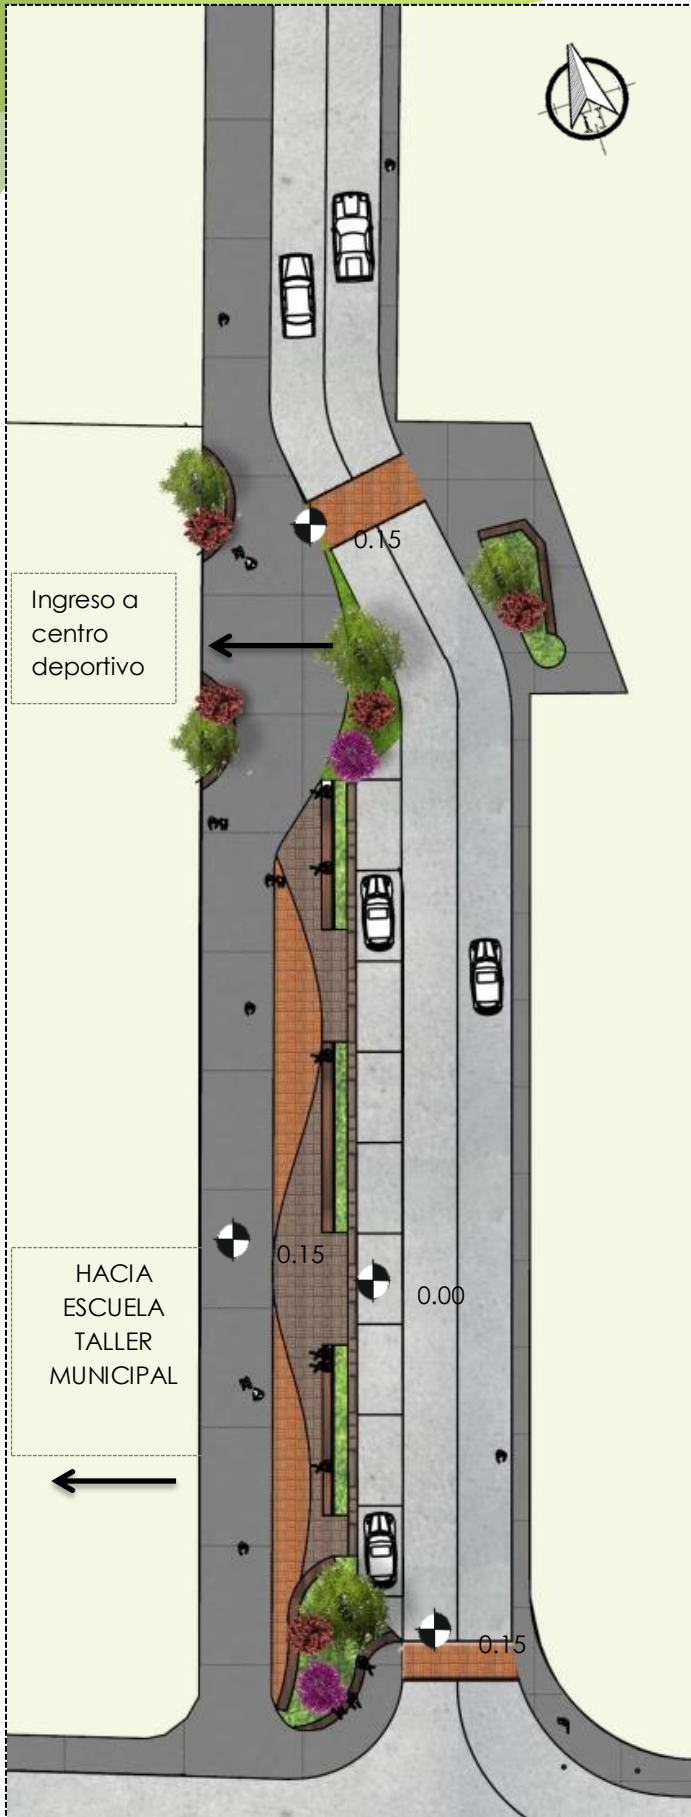 0.15
Ingreso a
centro
deportivo
0.15
0.00
HACIA
ESCUELA
TALLER
MUNICIPAL
0.15